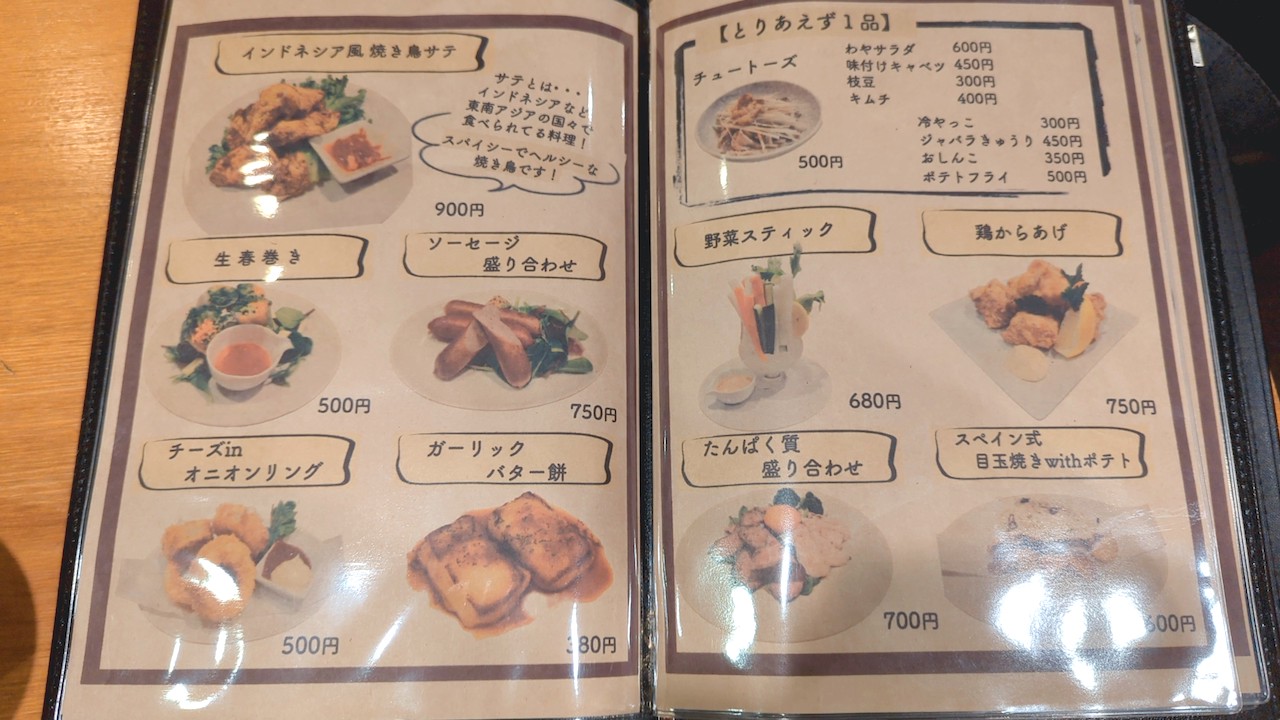 インドネシア風 焼き鳥サテ
サテとは・・・
インドネシアなど
東南アジアの国々で
食べられてる料理！
スパイシーでヘルシーな
焼き鳥です！
900円
生春巻き
500円
ソーセージ
盛り合わせ
750円
チーズin
オニオンリング
500円
ガーリック
バター餅
380円
【とりあえず１品】
チュートーズ
500円
わやサラダ 600円
味付けキャベツ 450円
枝豆 300円
キムチ 400円
冷やっこ 300円
ジャバラきゅうり 450円
おしんこ 350円
ポテトフライ 500円
野菜スティック
680円
鶏からあげ
750円
たんぱく質
盛り合わせ
700円
スペイン式
目玉焼きwithポテト